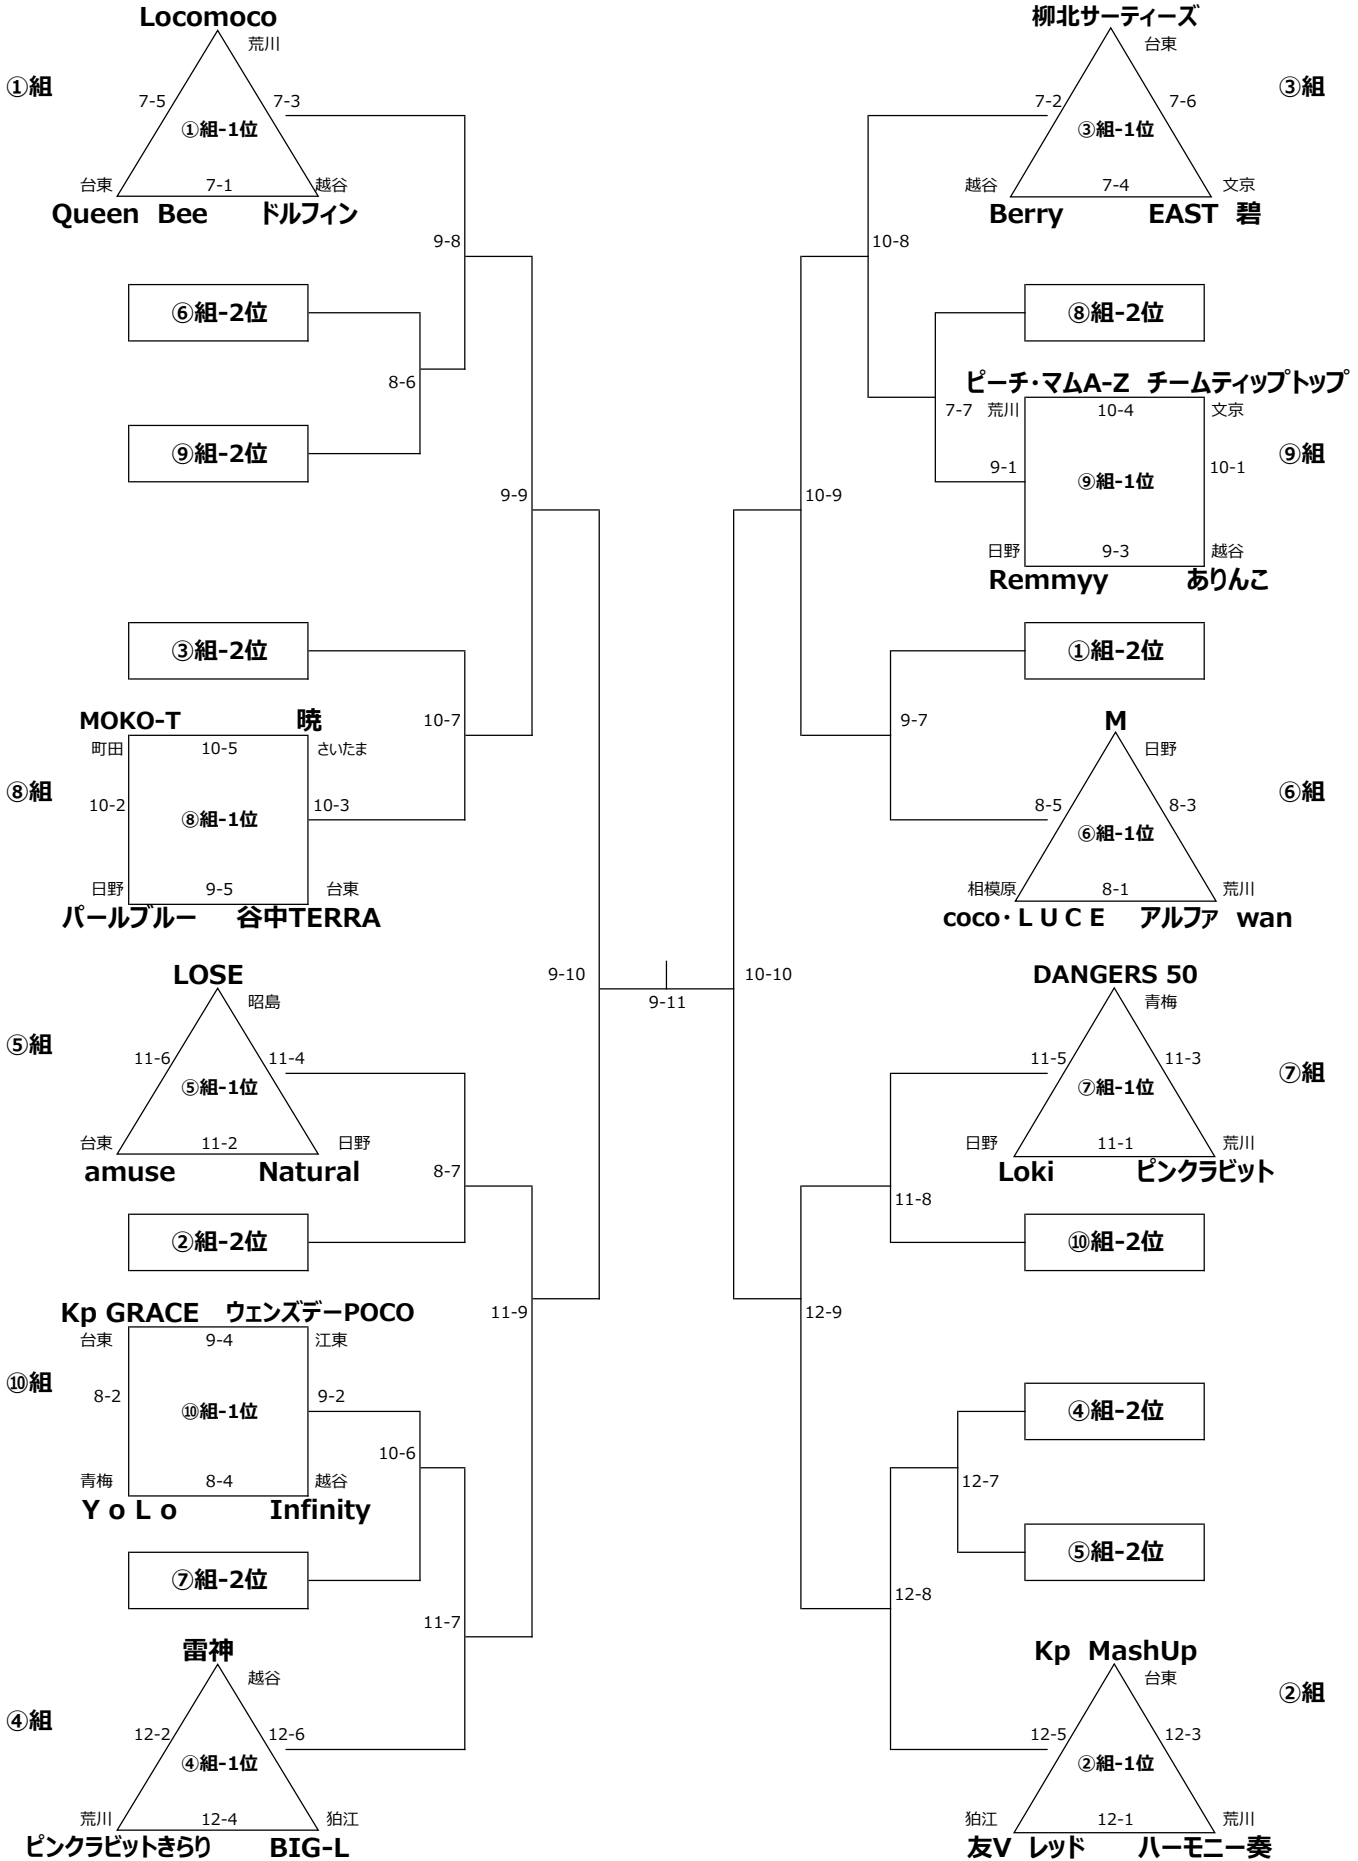 Locomoco
荒川
①組
7-5
7-3
①組-1位
台東
7-1
越谷
Queen Bee
ドルフィン
9-8
⑥組-2位
8-6
⑨組-2位
9-9
③組-2位
MOKO-T
暁
10-7
町田
10-5
さいたま
⑧組
10-2
10-3
⑧組-1位
日野
9-5
台東
パールブルー
谷中TERRA
LOSE
9-10
昭島
⑤組
11-6
11-4
⑤組-1位
台東
11-2
日野
amuse
Natural
8-7
②組-2位
Kp GRACE
ウェンズデーPOCO
11-9
台東
9-4
江東
⑩組
8-2
9-2
⑩組-1位
10-6
青梅
8-4
越谷
Y o L o
Infinity
⑦組-2位
11-7
雷神
越谷
④組
12-2
12-6
④組-1位
荒川
12-4
狛江
ピンクラビットきらり
BIG-L
9-11
柳北サーティーズ
台東
③組
7-2
7-6
③組-1位
越谷
7-4
文京
Berry
EAST 碧
10-8
⑧組-2位
ピーチ・マムA-Z
チームティップトップ
7-7
荒川
10-4
文京
⑨組
9-1
10-1
⑨組-1位
10-9
日野
9-3
越谷
Remmyy
ありんこ
①組-2位
9-7
M
日野
⑥組
8-5
8-3
⑥組-1位
相模原
8-1
荒川
coco・L U C E
アルファ wan
10-10
DANGERS 50
青梅
⑦組
11-5
11-3
⑦組-1位
日野
11-1
荒川
Loki
ピンクラビット
11-8
⑩組-2位
12-9
④組-2位
12-7
⑤組-2位
12-8
Kp MashUp
台東
②組
12-5
12-3
②組-1位
狛江
12-1
荒川
友V レッド
ハーモニー奏